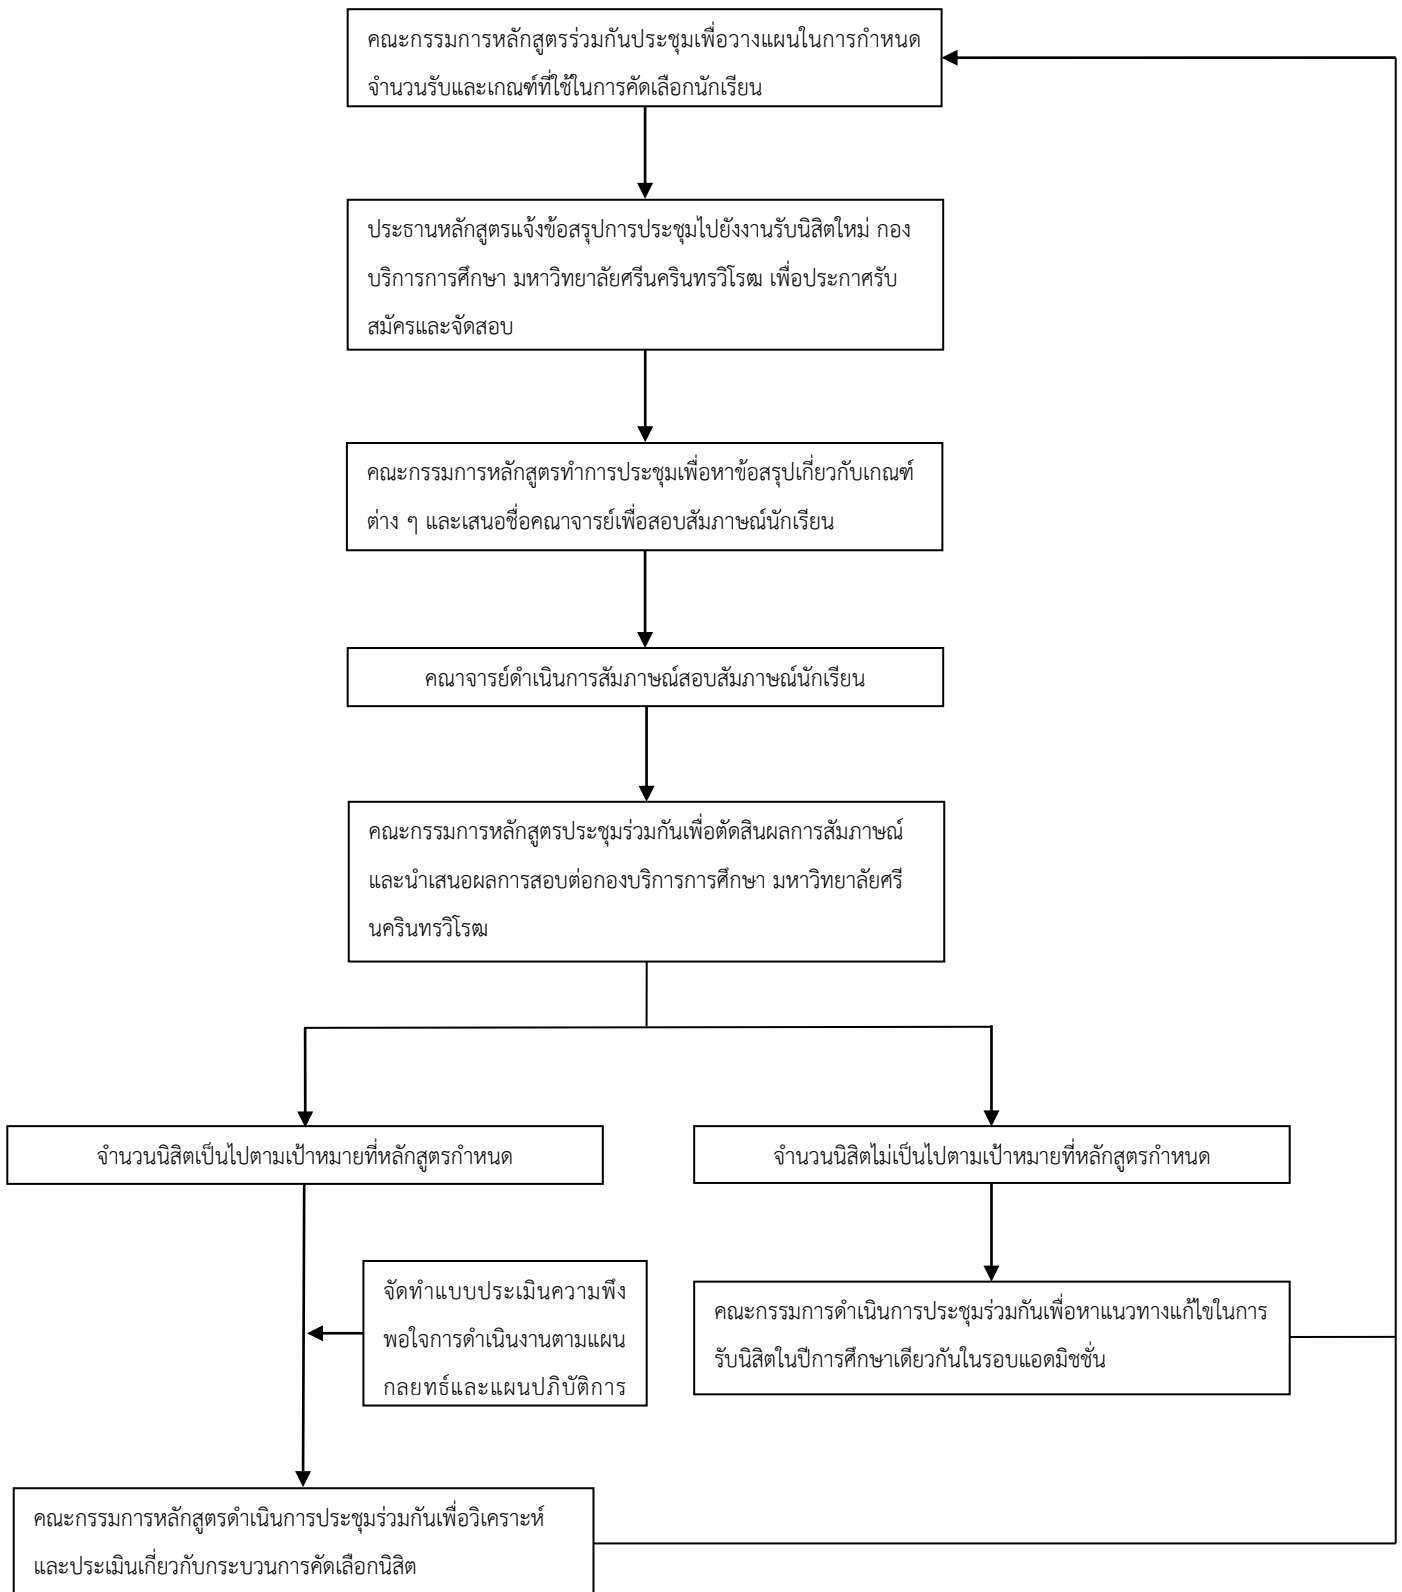 คณะกรรมการหลักสูตรร่วมกันประชุมเพื่อวางแผนในการกำหนด
จำนวนรับและเกณฑ์ที่ใช้ในการคัดเลือกนักเรียน
ประธานหลักสูตรแจ้งข้อสรุปการประชุมไปยังงานรับนิสิตใหม่ กอง
บริการการศึกษา มหาวิทยาลัยศรีนครินทรวิโรฒ เพื่อประกาศรับ
สมัครและจัดสอบ
คณะกรรมการหลักสูตรทำการประชุมเพื่อหาข้อสรุปเกี่ยวกับเกณฑ์
ต่าง ๆ และเสนอชื่อคณาจารย์เพื่อสอบสัมภาษณ์นักเรียน
คณาจารย์ดำเนินการสัมภาษณ์สอบสัมภาษณ์นักเรียน
คณะกรรมการหลักสูตรประชุมร่วมกันเพื่อตัดสินผลการสัมภาษณ์
และนำเสนอผลการสอบต่อกองบริการการศึกษา มหาวิทยาลัยศรี
นครินทรวิโรฒ
จำนวนนิสิตเป็นไปตามเป้าหมายที่หลักสูตรกำหนด
จำนวนนิสิตไม่เป็นไปตามเป้าหมายที่หลักสูตรกำหนด
จัดทำแบบประเมินความพึง
พอใจการดำเนินงานตามแผน
กลยทธ์และแผนปภิบัติการ
คณะกรรมการดำเนินการประชุมร่วมกันเพื่อหาแนวทางแก้ไขในการ
รับนิสิตในปีการศึกษาเดียวกันในรอบแอดมิชชั่น
คณะกรรมการหลักสูตรดำเนินการประชุมร่วมกันเพื่อวิเคราะห์
และประเมินเกี่ยวกับกระบวนการคัดเลือกนิสิต